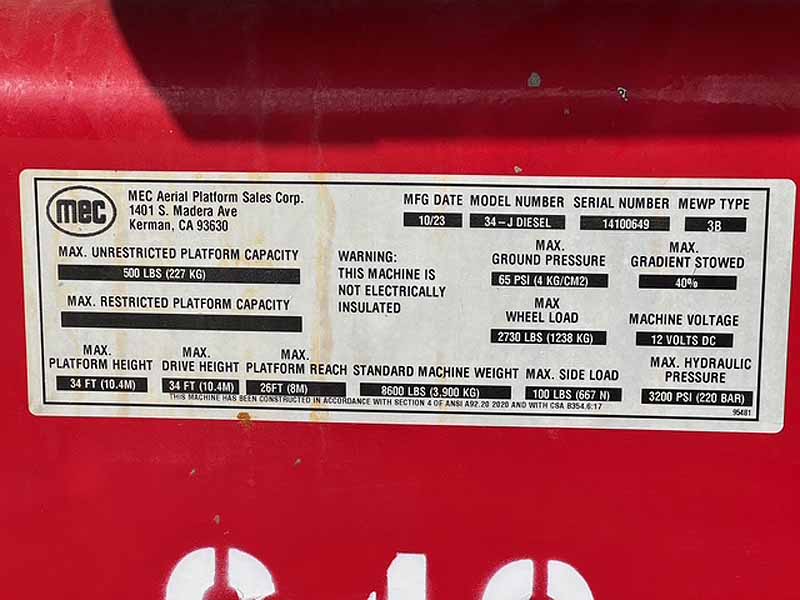 mec
MEC Aerial Platform Sales Corp.
1401 S. Madera Ave
Kerman, CA 93630
MFG DATE MODEL NUMBER SERIAL NUMBER MEWP TYPE
10/23 34-J DIESEL 14100649 3B
MAX. UNRESTRICTED PLATFORM CAPACITY
500 LBS (227 KG)
MAX. RESTRICTED PLATFORM CAPACITY
WARNING:
THIS MACHINE IS
NOT ELECTRICALLY
INSULATED
MAX.
GROUND PRESSURE
65 PSI (4 KG/CM2)
MAX.
GRADIENT STOWED
40%
MAX
WHEEL LOAD
2730 LBS (1238 KG)
MACHINE VOLTAGE
12 VOLTS DC
MAX.
PLATFORM HEIGHT
34 FT (10.4M)
MAX.
DRIVE HEIGHT
34 FT (10.4M)
MAX.
PLATFORM REACH
26FT (8M)
STANDARD MACHINE WEIGHT
8600 LBS (3,900 KG)
MAX. SIDE LOAD
100 LBS (667 N)
MAX. HYDRAULIC
PRESSURE
3200 PSI (220 BAR)
THIS MACHINE HAS BEEN CONSTRUCTED IN ACCORDANCE WITH SECTION 4 OF ANSI A92.20 2020 AND WITH CSA B354.6:17
95481